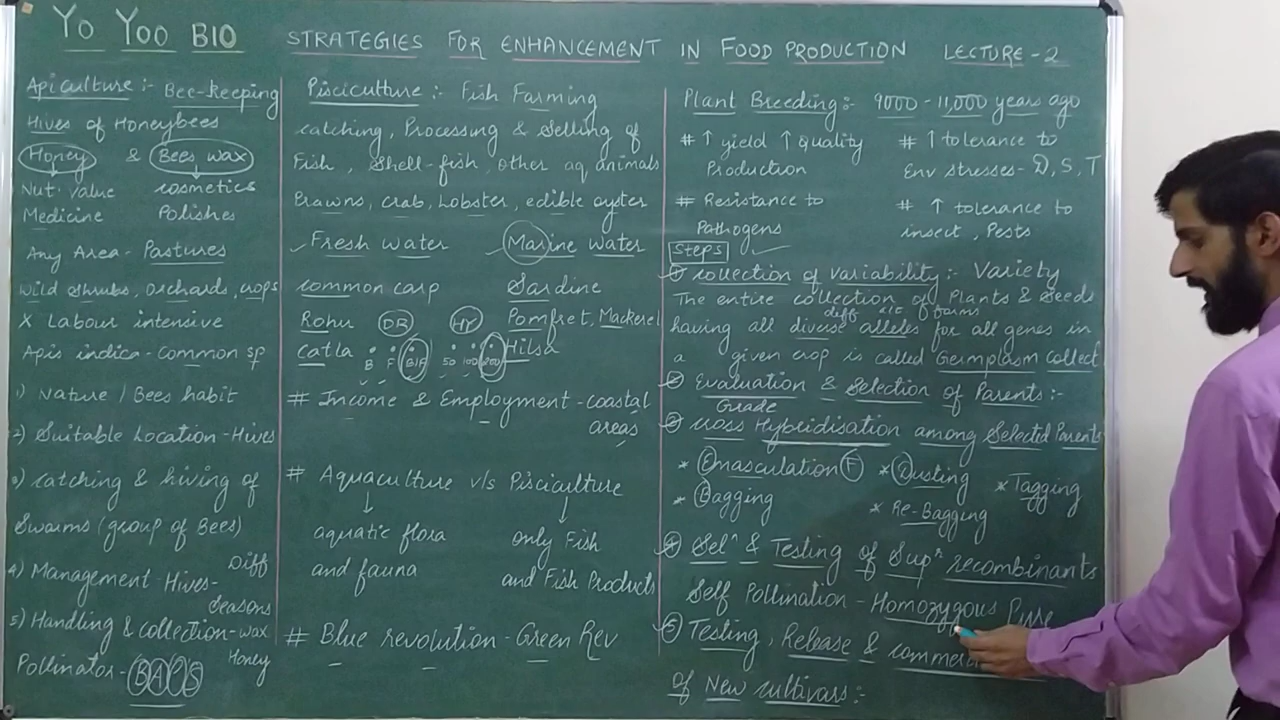 YO YOO BIO
STRATEGIES FOR ENHANCEMENT IN FOOD PRODUCTION LECTURE - 2
Apiculture :- Bee-keeping
Hives of Honeybees
Honey & Bees wax
Nut. value cosmetics
Medicine Polishes
Any Area - Pastures
Wild shrubs, orchards, crops
X Labour intensive
Apis indica - common sp
1) Nature / Bees habit
2) Suitable Location - Hives
3) catching & hiving of
Swarms (group of Bees)
4) Management - Hives - Diff
seasons
5) Handling & collection - wax
Honey
Pollinator - BAPS
Pisciculture :- Fish Farming
catching, Processing & Selling of
Fish, Shell-fish, other aq animals
Prawns, crab, Lobster, edible oyster
Fresh water Marine water
common carp Sardine
Rohu DR HY Pomfret, Mackerel
Catla B F B/F 50 100 200 Hilsa
# Income & Employment - coastal
areas
# Aquaculture v/s Pisciculture
aquatic flora only Fish
and fauna and Fish Products
# Blue revolution - Green Rev
Plant Breeding :- 9000 - 11,000 years ago
# ↑ yield ↑ quality # ↑ tolerance to
Production Env stresses - D, S, T
# Resistance to # ↑ tolerance to
Pathogens insect, Pests
Steps
① collection of variability :- Variety
The entire collection of Plants & Seeds
diff of forms
having all diverse alleles for all genes in
a given crop is called Germplasm collect
② Evaluation & Selection of Parents :-
Grade
③ cross Hybridisation among Selected Parents
* Emasculation F * Dusting * Tagging
* Bagging * Re-Bagging
④ Selⁿ & Testing of Supʳ recombinants
Self Pollination - Homozygous Pure
⑤ Testing, Release &
of New cultivars :-